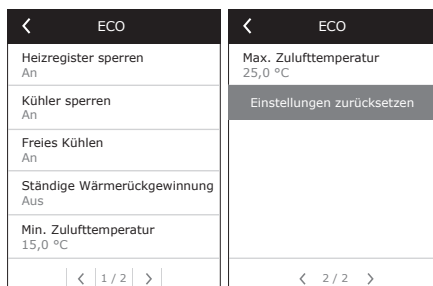 ECO
Heizregister sperren
An
Kühler sperren
An
Freies Kühlen
An
Ständige Wärmerückgewinnung
Aus
Min. Zulufttemperatur
15,0 °C
1 / 2
ECO
Max. Zulufttemperatur
25,0 °C
Einstellungen zurücksetzen
2 / 2